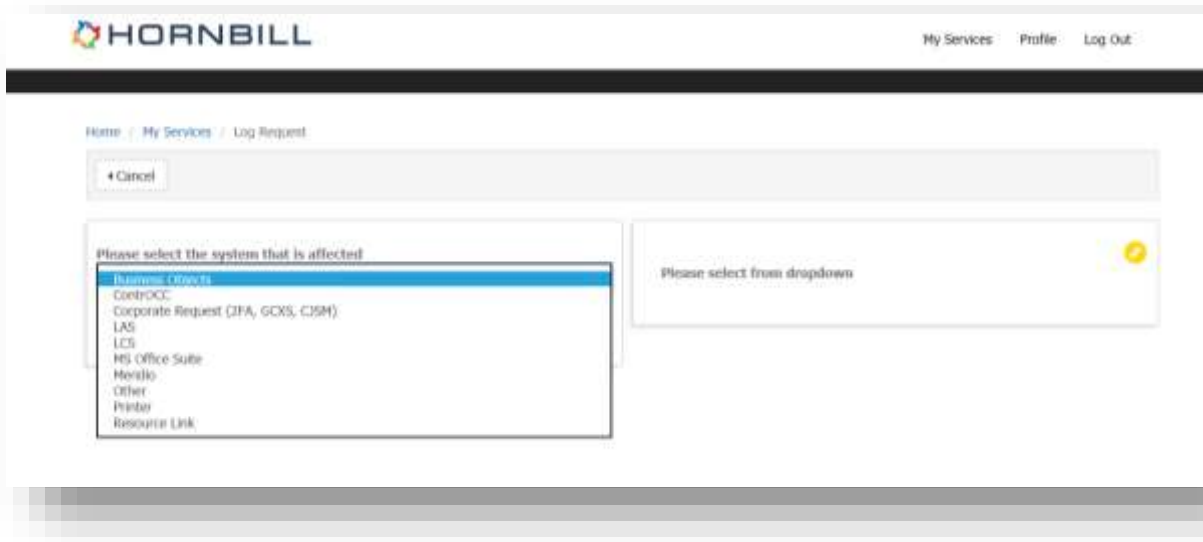 HORNBILL
My Services Profile Log Out
Home / My Services / Log Request
Cancel
Please select the system that is affected
Business Objects
ContrOCC
Corporate Request (2FA, GCXS, CJSM)
LAS
LCS
MS Office Suite
Meridio
Other
Printer
Resource Link
Please select from dropdown